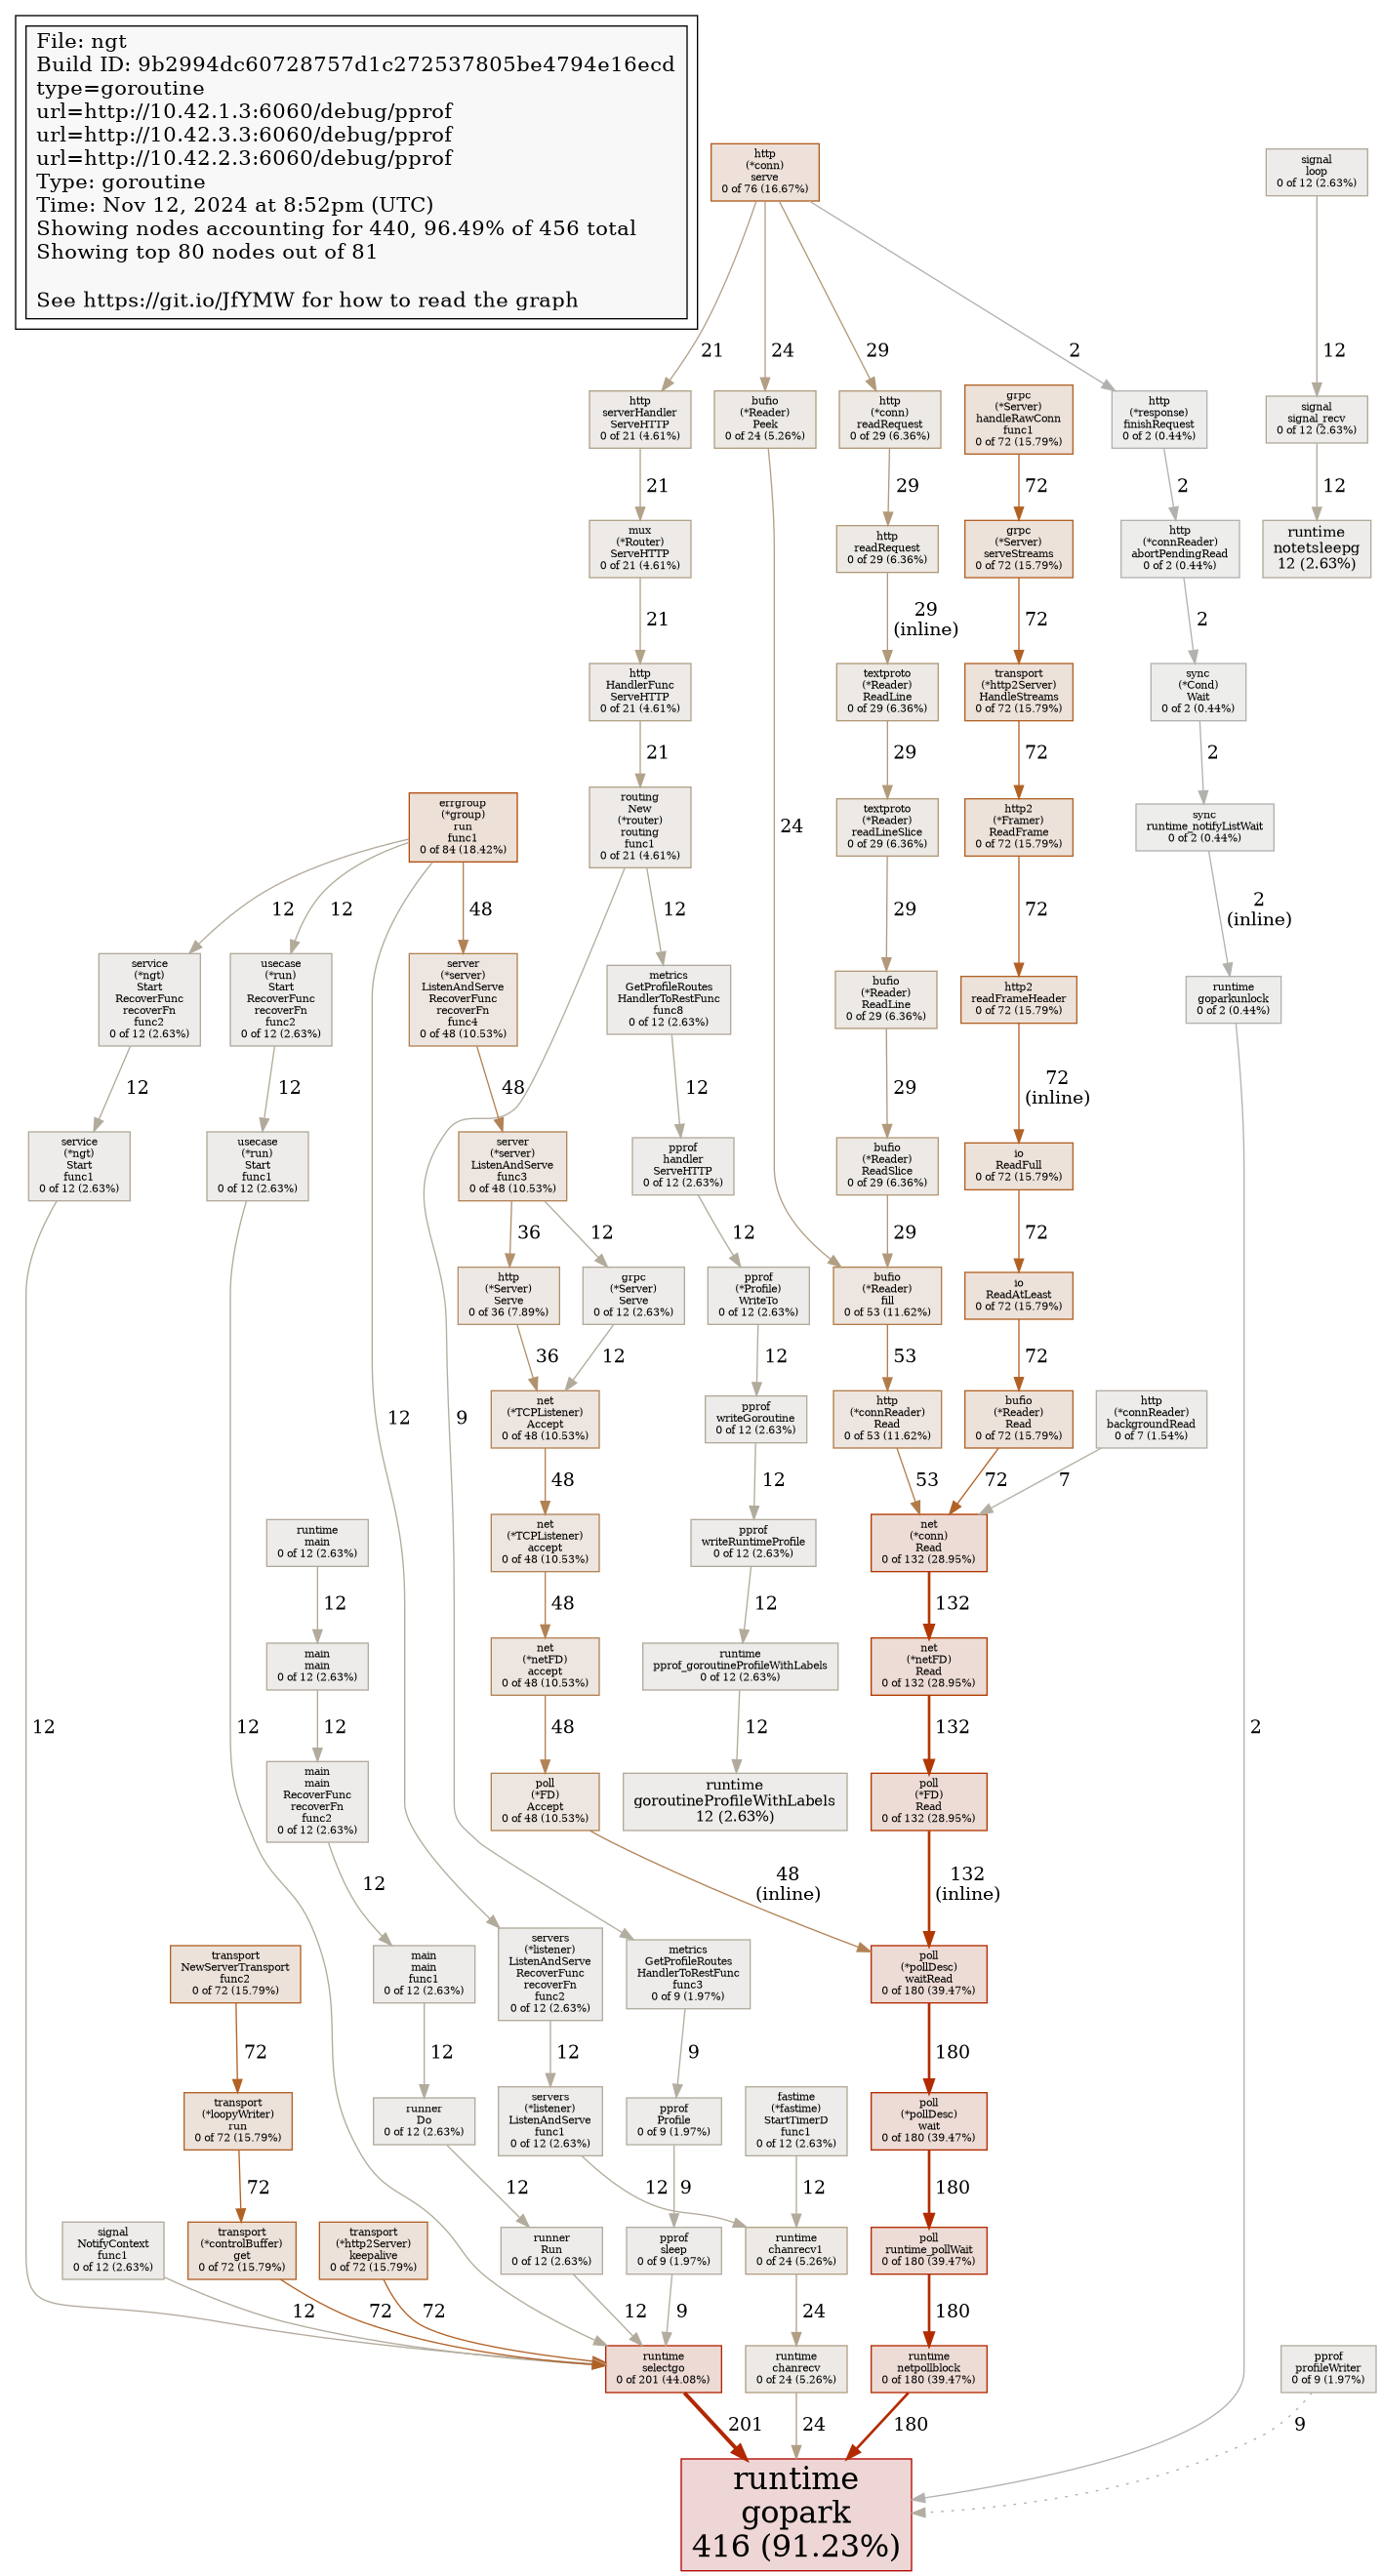 File: ngt
Build ID: 9b2994dc60728757d1c272537805be4794e16ecd
type=goroutine
url=http://10.42.1.3:6060/debug/pprof
url=http://10.42.3.3:6060/debug/pprof
url=http://10.42.2.3:6060/debug/pprof
Type: goroutine
Time: Nov 12, 2024 at 8:52pm (UTC)
Showing nodes accounting for 440, 96.49% of 456 total
Showing top 80 nodes out of 81
See https://git.io/JfYMW for how to read the graph
http
(*conn)
serve
0 of 76 (16.67%)
signal
loop
0 of 12 (2.63%)
21
24
29
2
12
http
serverHandler
ServeHTTP
0 of 21 (4.61%)
bufio
(*Reader)
Peek
0 of 24 (5.26%)
http
(*conn)
readRequest
0 of 29 (6.36%)
grpc
(*Server)
handleRawConn
func1
0 of 72 (15.79%)
http
(*response)
finishRequest
0 of 2 (0.44%)
signal
signal_recv
0 of 12 (2.63%)
21
29
72
2
12
mux
(*Router)
ServeHTTP
0 of 21 (4.61%)
http
readRequest
0 of 29 (6.36%)
grpc
(*Server)
serveStreams
0 of 72 (15.79%)
http
(*connReader)
abortPendingRead
0 of 2 (0.44%)
runtime
notetsleepg
12 (2.63%)
21
29
(inline)
72
2
http
HandlerFunc
ServeHTTP
0 of 21 (4.61%)
textproto
(*Reader)
ReadLine
0 of 29 (6.36%)
transport
(*http2Server)
HandleStreams
0 of 72 (15.79%)
sync
(*Cond)
Wait
0 of 2 (0.44%)
21
29
72
2
errgroup
(*group)
run
func1
0 of 84 (18.42%)
routing
New
(*router)
routing
func1
0 of 21 (4.61%)
24
textproto
(*Reader)
readLineSlice
0 of 29 (6.36%)
http2
(*Framer)
ReadFrame
0 of 72 (15.79%)
sync
runtime_notifyListWait
0 of 2 (0.44%)
12
12
48
12
29
72
2
(inline)
service
(*ngt)
Start
RecoverFunc
recoverFn
func2
0 of 12 (2.63%)
usecase
(*run)
Start
RecoverFunc
recoverFn
func2
0 of 12 (2.63%)
server
(*server)
ListenAndServe
RecoverFunc
recoverFn
func4
0 of 48 (10.53%)
metrics
GetProfileRoutes
HandlerToRestFunc
func8
0 of 12 (2.63%)
bufio
(*Reader)
ReadLine
0 of 29 (6.36%)
http2
readFrameHeader
0 of 72 (15.79%)
runtime
goparkunlock
0 of 2 (0.44%)
12
12
48
12
29
72
(inline)
service
(*ngt)
Start
func1
0 of 12 (2.63%)
usecase
(*run)
Start
func1
0 of 12 (2.63%)
server
(*server)
ListenAndServe
func3
0 of 48 (10.53%)
pprof
handler
ServeHTTP
0 of 12 (2.63%)
bufio
(*Reader)
ReadSlice
0 of 29 (6.36%)
io
ReadFull
0 of 72 (15.79%)
36
12
12
29
72
http
(*Server)
Serve
0 of 36 (7.89%)
grpc
(*Server)
Serve
0 of 12 (2.63%)
pprof
(*Profile)
WriteTo
0 of 12 (2.63%)
bufio
(*Reader)
fill
0 of 53 (11.62%)
io
ReadAtLeast
0 of 72 (15.79%)
36
12
12
53
72
12
9
net
(*TCPListener)
Accept
0 of 48 (10.53%)
pprof
writeGoroutine
0 of 12 (2.63%)
http
(*connReader)
Read
0 of 53 (11.62%)
bufio
(*Reader)
Read
0 of 72 (15.79%)
http
(*connReader)
backgroundRead
0 of 7 (1.54%)
48
12
53
72
7
runtime
main
0 of 12 (2.63%)
net
(*TCPListener)
accept
0 of 48 (10.53%)
pprof
writeRuntimeProfile
0 of 12 (2.63%)
net
(*conn)
Read
0 of 132 (28.95%)
12
48
12
132
main
main
0 of 12 (2.63%)
net
(*netFD)
accept
0 of 48 (10.53%)
runtime
pprof_goroutineProfileWithLabels
0 of 12 (2.63%)
net
(*netFD)
Read
0 of 132 (28.95%)
12
12
12
48
12
132
2
main
main
RecoverFunc
recoverFn
func2
0 of 12 (2.63%)
poll
(*FD)
Accept
0 of 48 (10.53%)
runtime
goroutineProfileWithLabels
12 (2.63%)
poll
(*FD)
Read
0 of 132 (28.95%)
12
48
(inline)
132
(inline)
transport
NewServerTransport
func2
0 of 72 (15.79%)
main
main
func1
0 of 12 (2.63%)
servers
(*listener)
ListenAndServe
RecoverFunc
recoverFn
func2
0 of 12 (2.63%)
metrics
GetProfileRoutes
HandlerToRestFunc
func3
0 of 9 (1.97%)
poll
(*pollDesc)
waitRead
0 of 180 (39.47%)
72
12
12
9
180
transport
(*loopyWriter)
run
0 of 72 (15.79%)
runner
Do
0 of 12 (2.63%)
servers
(*listener)
ListenAndServe
func1
0 of 12 (2.63%)
pprof
Profile
0 of 9 (1.97%)
fastime
(*fastime)
StartTimerD
func1
0 of 12 (2.63%)
poll
(*pollDesc)
wait
0 of 180 (39.47%)
72
12
12
9
12
180
signal
NotifyContext
func1
0 of 12 (2.63%)
transport
(*controlBuffer)
get
0 of 72 (15.79%)
transport
(*http2Server)
keepalive
0 of 72 (15.79%)
runner
Run
0 of 12 (2.63%)
pprof
sleep
0 of 9 (1.97%)
runtime
chanrecv1
0 of 24 (5.26%)
poll
runtime_pollWait
0 of 180 (39.47%)
12
72
72
12
9
24
180
runtime
selectgo
0 of 201 (44.08%)
runtime
chanrecv
0 of 24 (5.26%)
runtime
netpollblock
0 of 180 (39.47%)
pprof
profileWriter
0 of 9 (1.97%)
201
24
180
9
runtime
gopark
416 (91.23%)